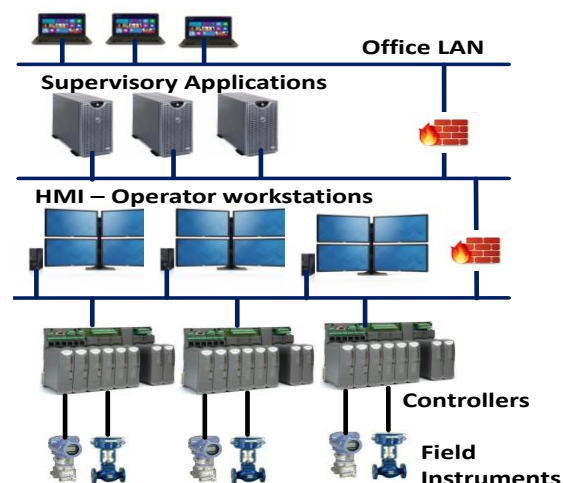 Office LAN
Supervisory Applications
HMI – Operator workstations
Controllers
Field
Instruments